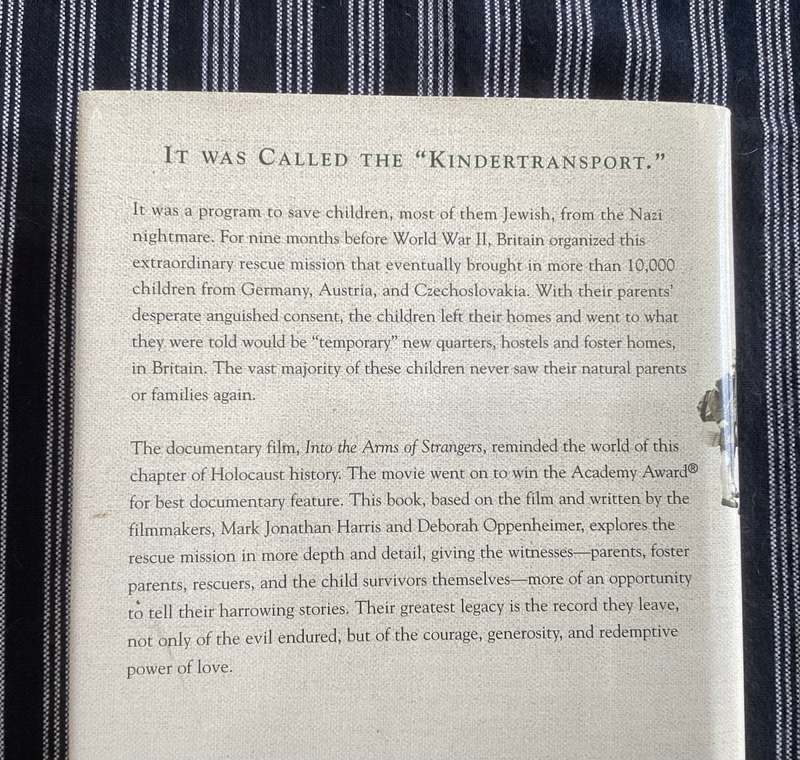 IT WAS CALLED THE “KINDERTRANSPORT.”
It was a program to save children, most of them Jewish, from the Nazi
nightmare. For nine months before World War II, Britain organized this
extraordinary rescue mission that eventually brought in more than 10,000
children from Germany, Austria, and Czechoslovakia. With their parents’
desperate anguished consent, the children left their homes and went to what
they were told would be “temporary” new quarters, hostels and foster homes,
in Britain. The vast majority of these children never saw their natural parents
or families again.
The documentary film, Into the Arms of Strangers, reminded the world of this
chapter of Holocaust history. The movie went on to win the Academy Award®
for best documentary feature. This book, based on the film and written by the
filmmakers, Mark Jonathan Harris and Deborah Oppenheimer, explores the
rescue mission in more depth and detail, giving the witnesses—parents, foster
parents, rescuers, and the child survivors themselves—more of an opportunity
to tell their harrowing stories. Their greatest legacy is the record they leave,
not only of the evil endured, but of the courage, generosity, and redemptive
power of love.